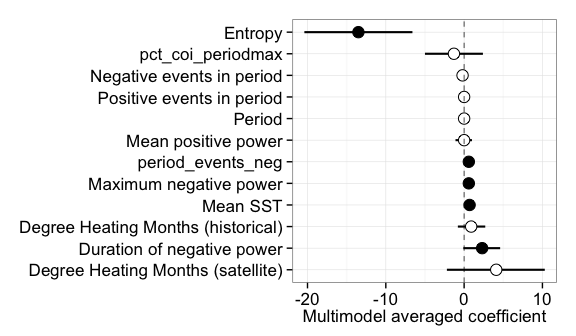 Entropy
pct_coi_periodmax
Negative events in period
Positive events in period
Period
Mean positive power
period_events_neg
Maximum negative power
Mean SST
Degree Heating Months (historical)
Duration of negative power
Degree Heating Months (satellite)
-20 -10 0 10
Multimodel averaged coefficient